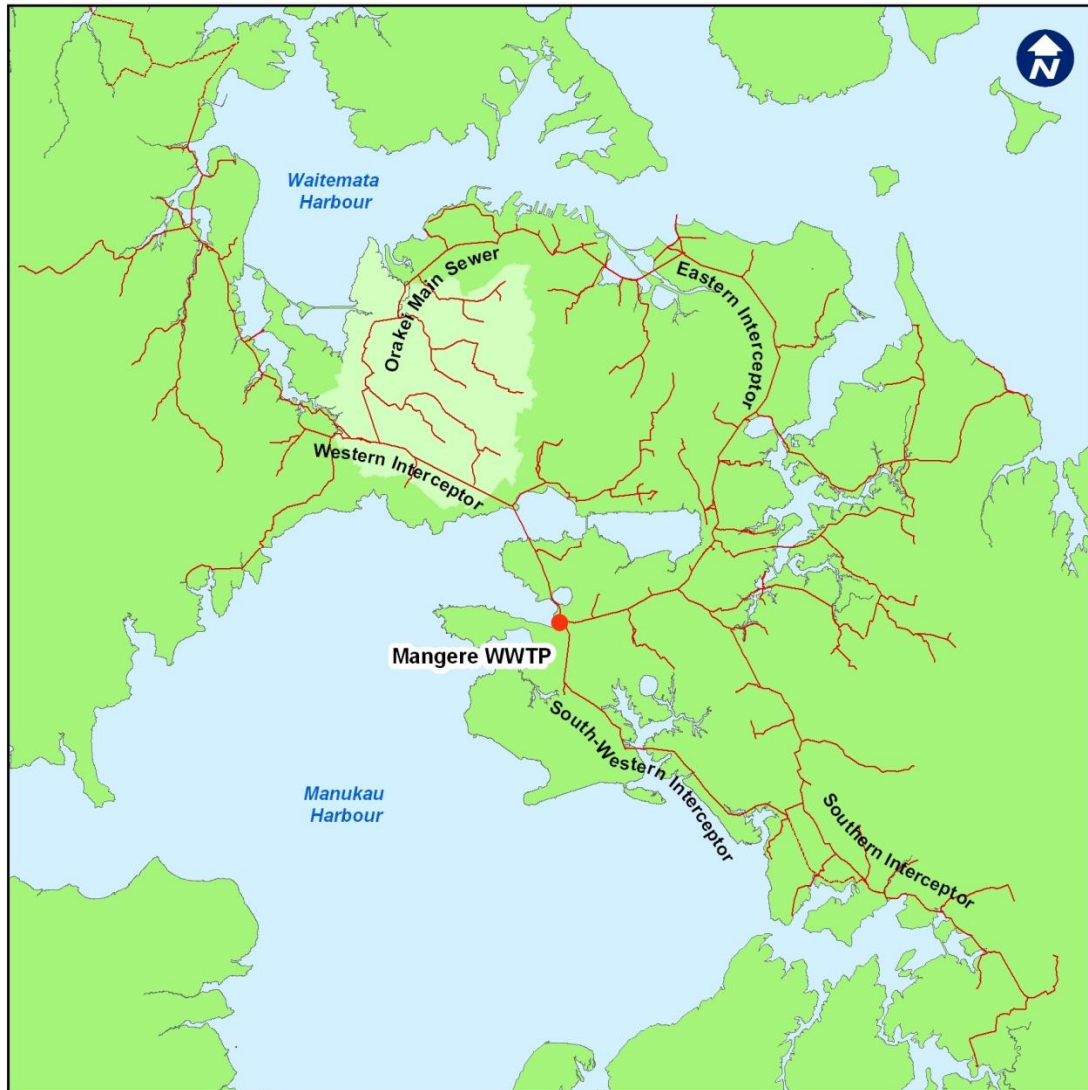 N
Waitemata
Harbour
Orakei Main Sewer
Eastern Interceptor
Western Interceptor
Mangere WWTP
South-Western Interceptor
Manukau
Harbour
Southern Interceptor